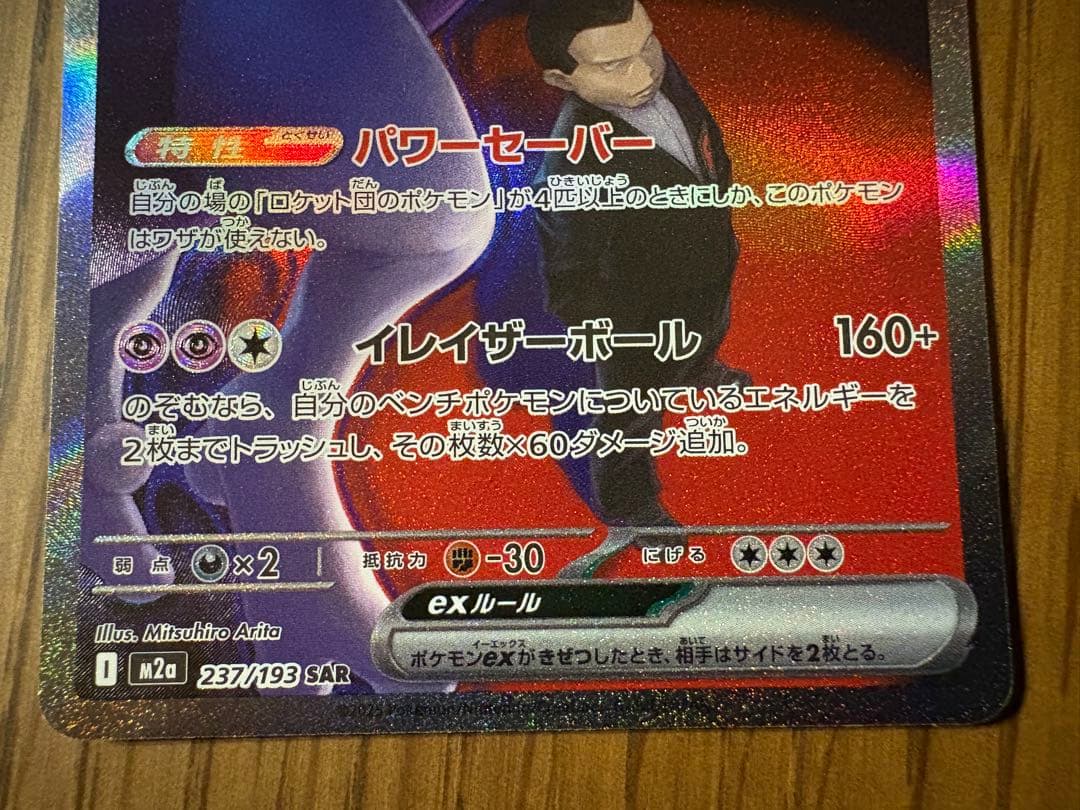 特性 とくせい パワーセーバー
自分の場の「ロケット団のポケモン」が4匹以上のときにしか、このポケモン
はワザが使えない。
イレイザーボール 160+
のぞむなら、自分のベンチポケモンについているエネルギーを
2枚までトラッシュし、その枚数×60ダメージ追加。
弱点 ×2 抵抗力 -30 にげる
exルール
ポケモンexがきぜつしたとき、相手はサイドを2枚とる。
Illus. Mitsuhiro Arita
I M2a 237/193 SAR
©2025 Pokémon/Nintendo